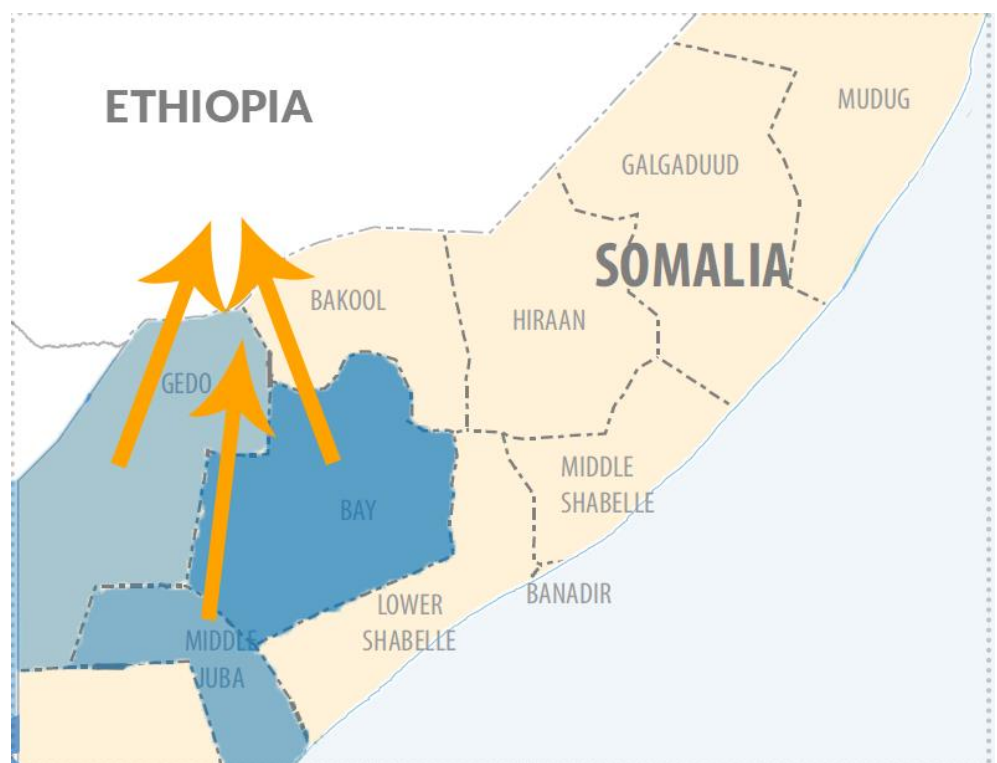 ETHIOPIA
MUDUG
GALGADUUD
SOMALIA
BAKOOL
HIRAAN
GEDO
MIDDLE
SHABELLE
BAY
BANADIR
LOWER
SHABELLE
MIDDLE
JUBA